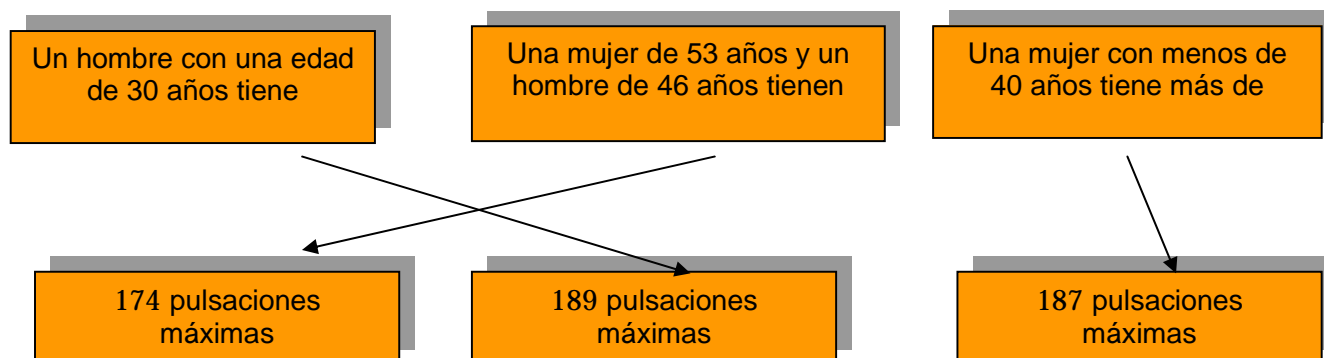 Un hombre con una edad
de 30 años tiene
Una mujer de 53 años y un
hombre de 46 años tienen
Una mujer con menos de
40 años tiene más de
174 pulsaciones
máximas
189 pulsaciones
máximas
187 pulsaciones
máximas